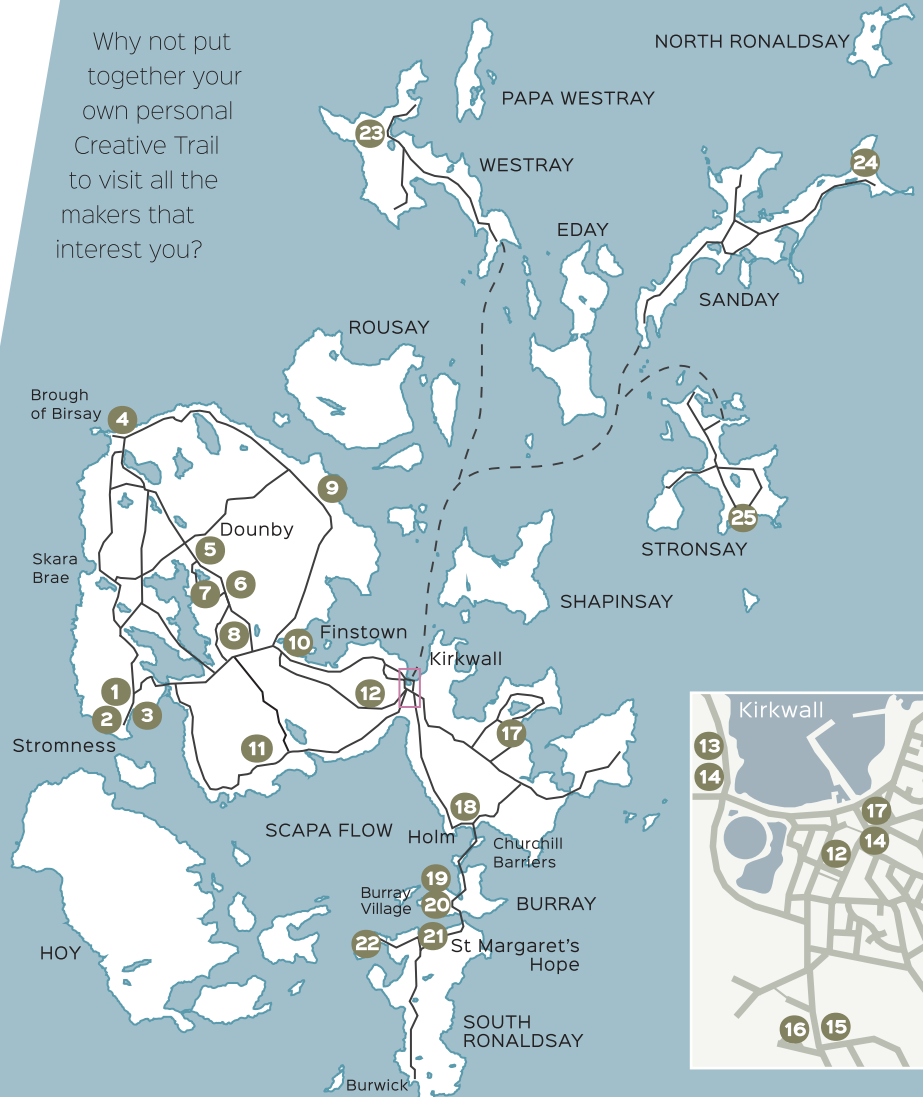 Why not put
together your
own personal
Creative Trail
to visit all the
makers that
interest you?
NORTH RONALDSAY
PAPA WESTRAY
23
WESTRAY
24
EDAY
SANDAY
ROUSAY
Brough
of Birsay
4
9
Dounby
25
STRONSAY
5
Skara
Brae
6
7
SHAPINSAY
8
10
Finstown
Kirkwall
1
12
2
3
Stromness
11
17
18
SCAPA FLOW
Holm
Churchill
Barriers
19
Burray
Village
20
BURRAY
22
21
St Margaret's
Hope
HOY
SOUTH
RONALDSAY
Burwick
Kirkwall
13
14
17
14
12
16
15